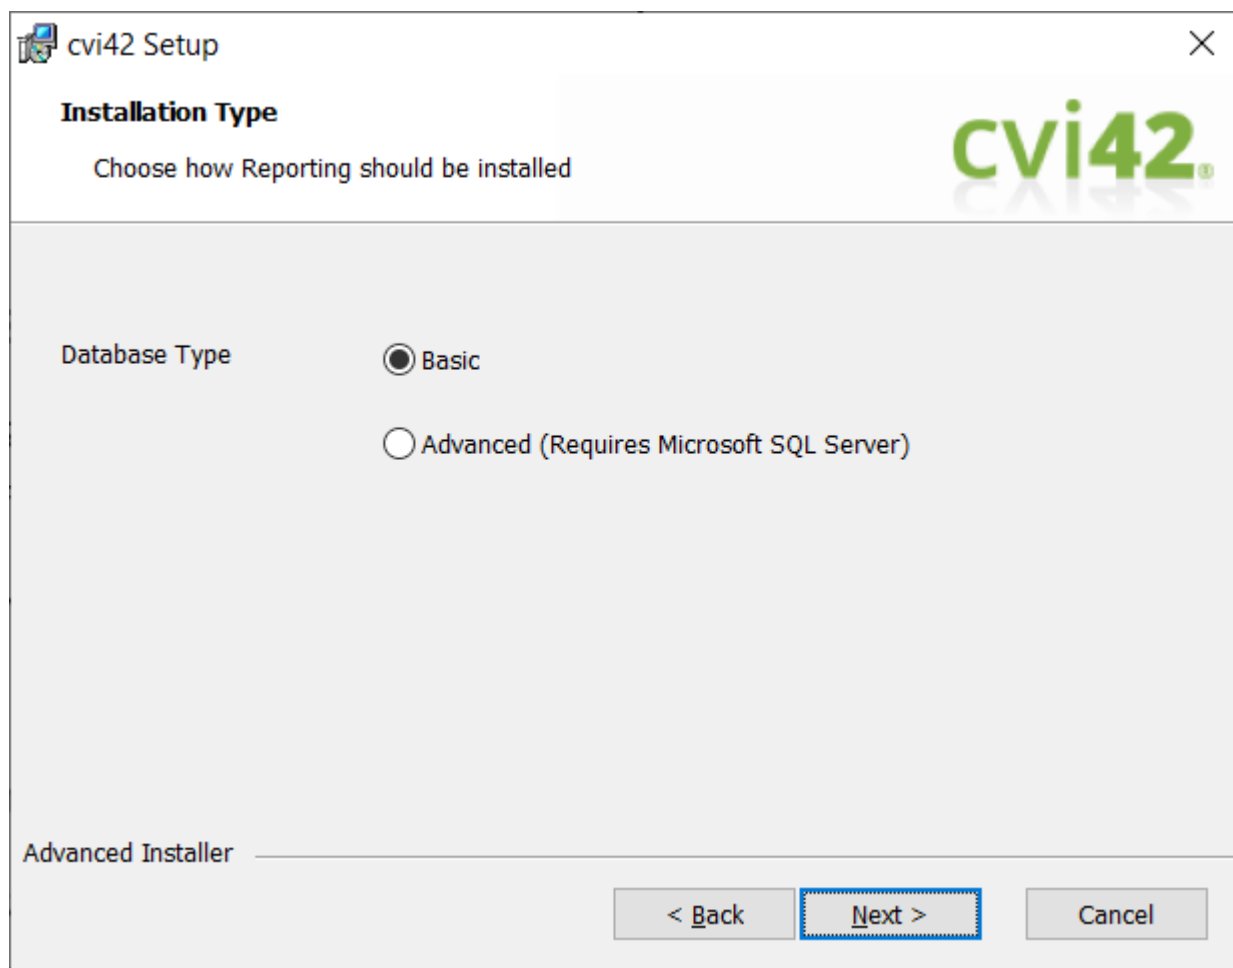 cvi42 Setup
Installation Type
Choose how Reporting should be installed
cvi42®
Database Type
Basic
Advanced (Requires Microsoft SQL Server)
Advanced Installer
< Back
Next >
Cancel